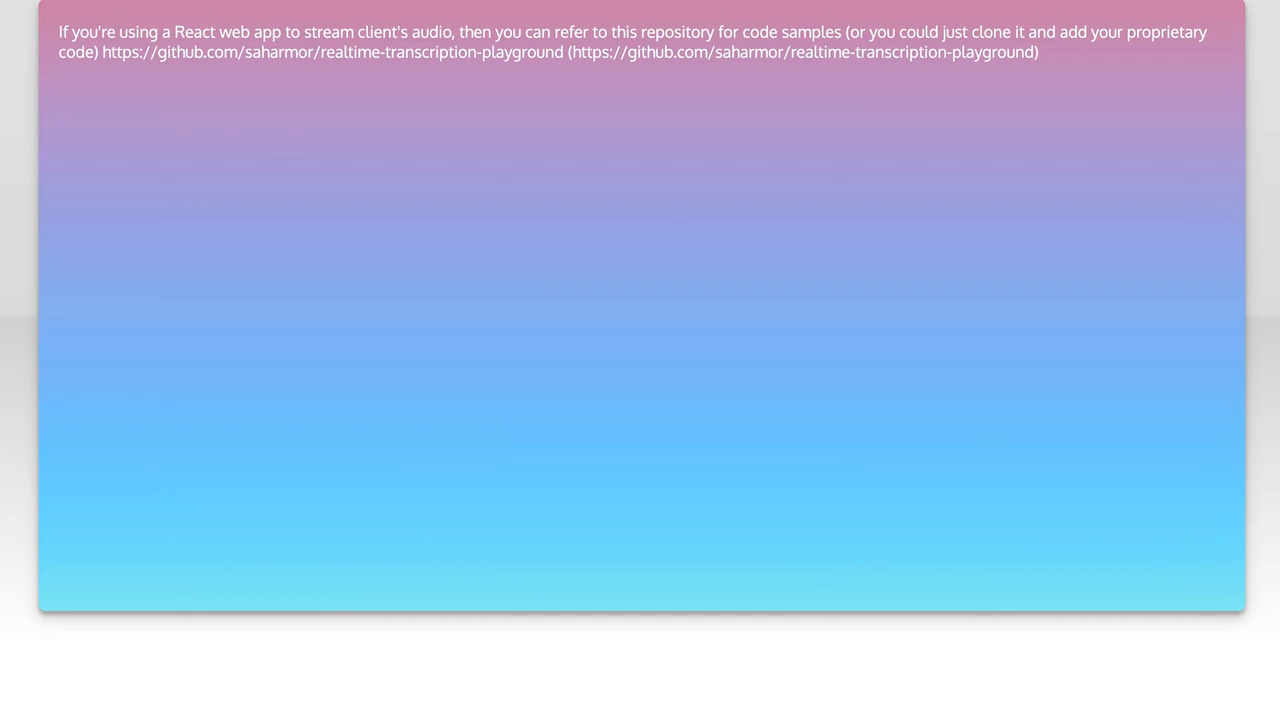 If you're using a React web app to stream client's audio, then you can refer to this repository for code samples (or you could just clone it and add your proprietary
code) https://github.com/saharmor/realtime-transcription-playground (https://github.com/saharmor/realtime-transcription-playground)